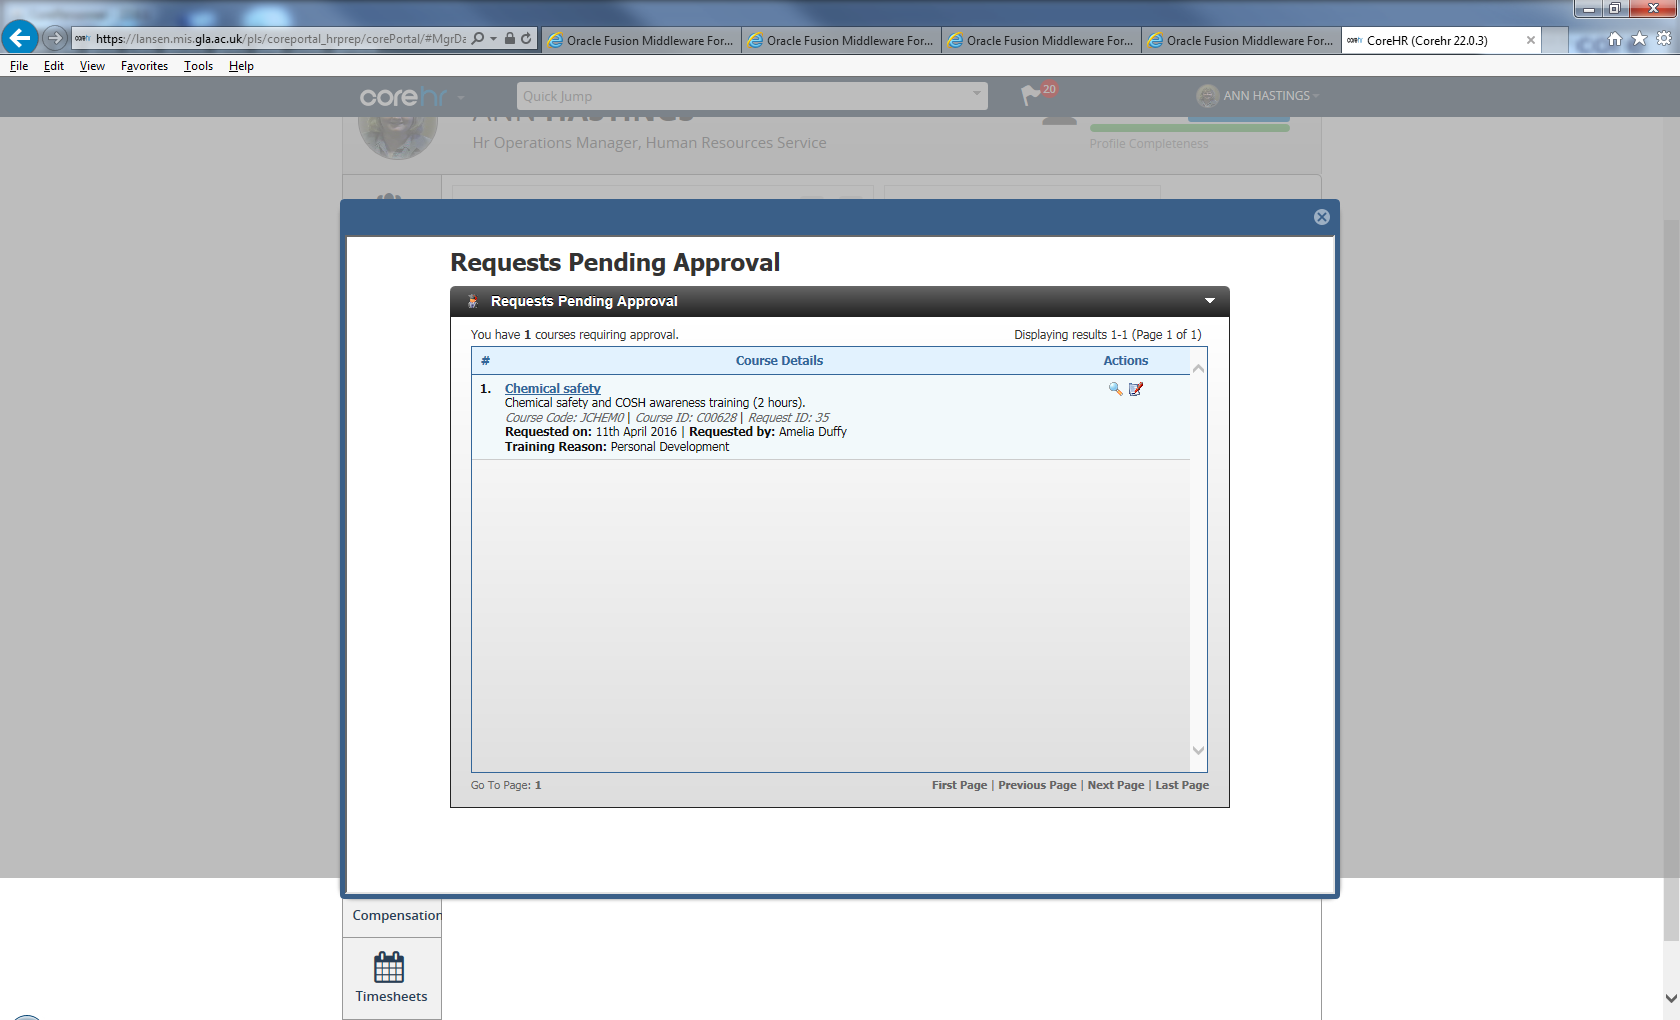 https://lansen.mis.gla.ac.uk/pls/coreportal_hrprep/corePortal/#MgrDa
Oracle Fusion Middleware For...
Oracle Fusion Middleware For...
Oracle Fusion Middleware For...
Oracle Fusion Middleware For...
corehr CoreHR (Corehr 22.0.3)
File Edit View Favorites Tools Help
corehr
Quick Jump
20
ANN HASTINGS
ANN HASTINGS
Hr Operations Manager, Human Resources Service
Profile Completeness
Requests Pending Approval
Requests Pending Approval
You have 1 courses requiring approval.
Displaying results 1-1 (Page 1 of 1)
# Course Details Actions
1. Chemical safety
Chemical safety and COSH awareness training (2 hours).
Course Code: JCHEM0 | Course ID: C00628 | Request ID: 35
Requested on: 11th April 2016 | Requested by: Amelia Duffy
Training Reason: Personal Development
Go To Page: 1
First Page | Previous Page | Next Page | Last Page
Compensation
Timesheets